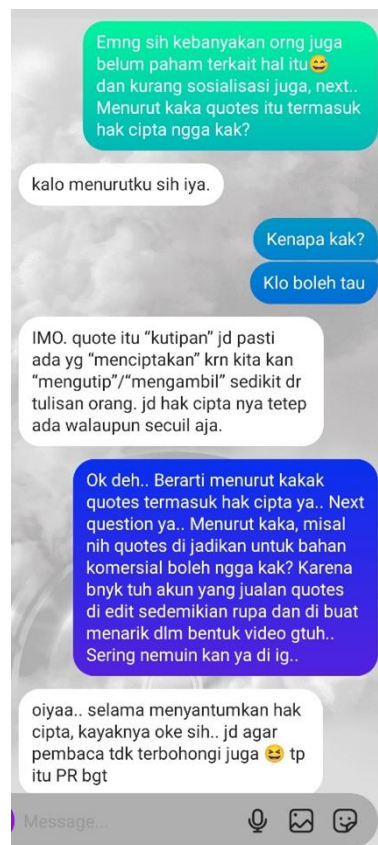 Emng sih kebanyakan orng juga
belum paham terkait hal itu😅
dan kurang sosialisasi juga, next..
Menurut kaka quotes itu termasuk
hak cipta ngga kak?
kalo menurutku sih iya.
Kenapa kak?
Klo boleh tau
IMO. quote itu “kutipan” jd pasti
ada yg “menciptakan” krn kita kan
“mengutip”/“mengambil” sedikit dr
tulisan orang. jd hak cipta nya tetep
ada walaupun secuil aja.
Ok deh.. Berarti menurut kakak
quotes termasuk hak cipta ya.. Next
question ya.. Menurut kaka, misal
nih quotes di jadikan untuk bahan
komersial boleh ngga kak? Karena
bnyk tuh akun yang jualan quotes
di edit sedemikian rupa dan di buat
menarik dlm bentuk video gtuh..
Sering nemuin kan ya di ig..
oiyaa.. selama menyantumkan hak
cipta, kayaknya oke sih.. jd agar
pembaca tdk terbohongi juga 😆 tp
itu PR bgt
Message...